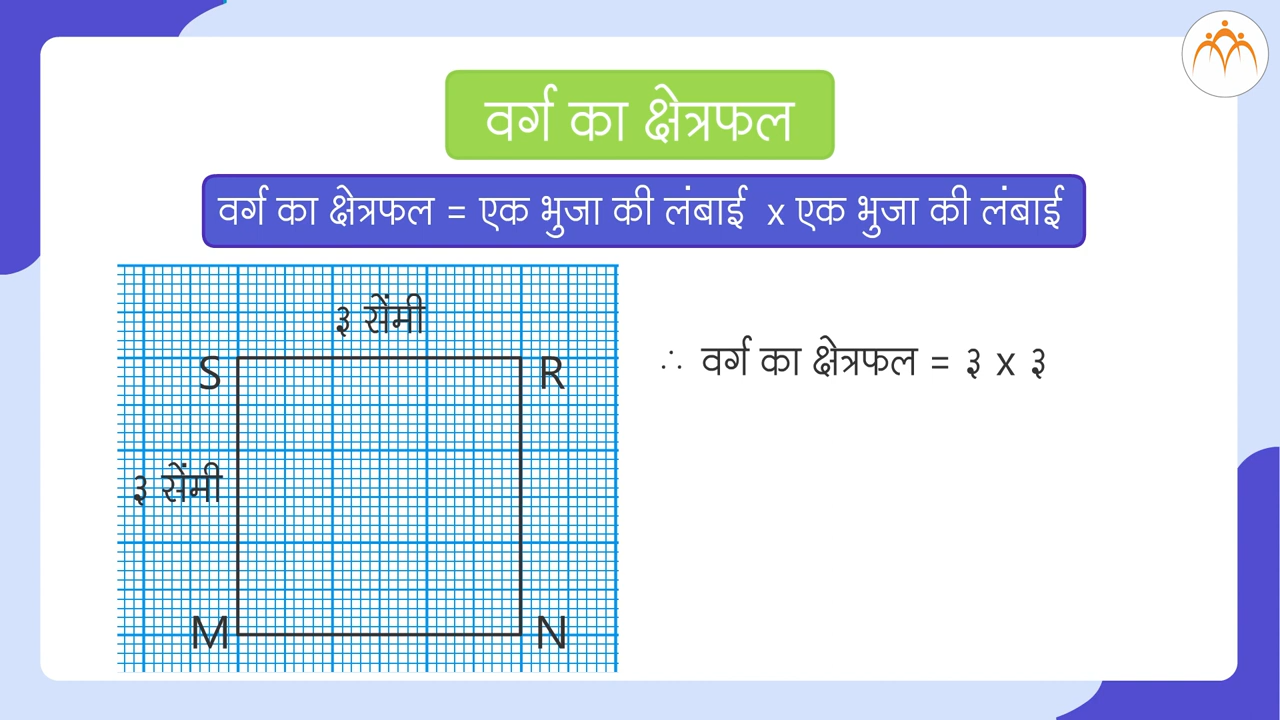 वर्ग का क्षेत्रफल
वर्ग का क्षेत्रफल = एक भुजा की लंबाई x एक भुजा की लंबाई
३ सेंमी
S
R
∴ वर्ग का क्षेत्रफल = ३ x ३
३ सेंमी
M
N